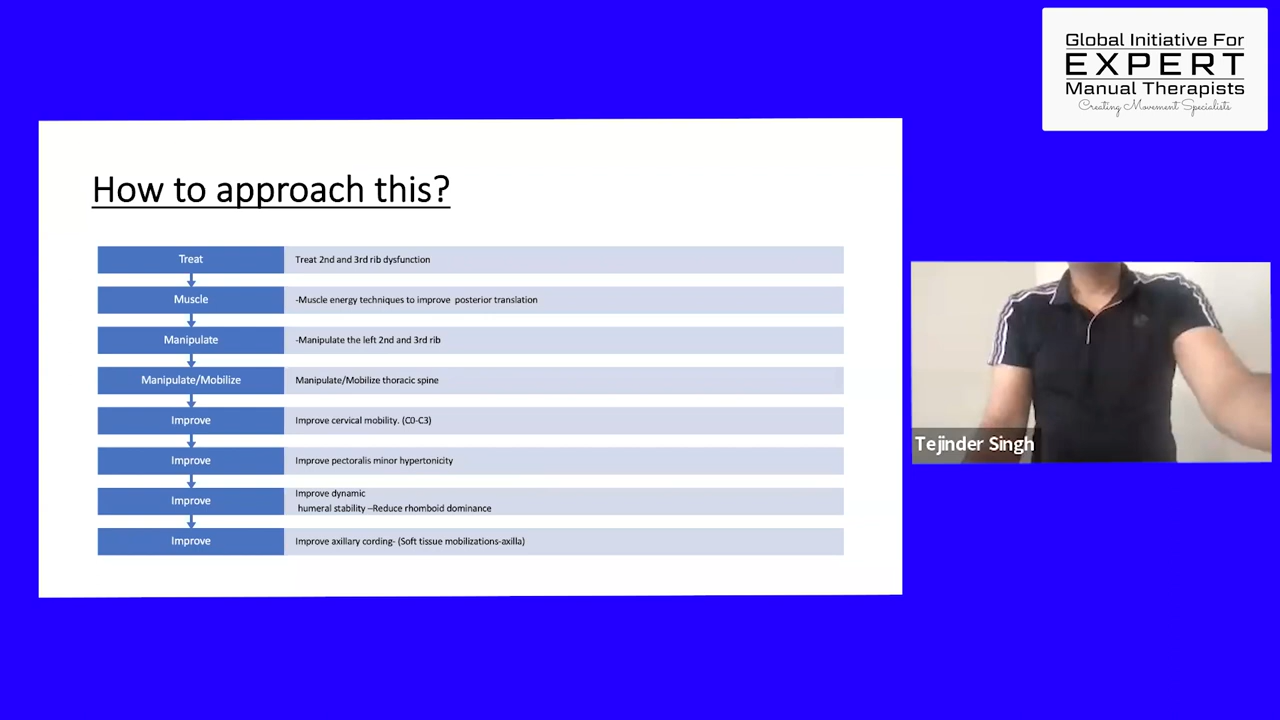 Global Initiative For
EXPERT
Manual Therapists
Creating Movement Specialists
How to approach this?
Treat
Treat 2nd and 3rd rib dysfunction
Muscle
-Muscle energy techniques to improve  posterior translation
Manipulate
-Manipulate the left 2nd and 3rd rib
Manipulate/Mobilize
Manipulate/Mobilize thoracic spine
Improve
Improve cervical mobility. (C0-C3)
Improve
Improve pectoralis minor hypertonicity
Improve
Improve dynamic
humeral stability –Reduce rhomboid dominance
Improve
Improve axillary cording- (Soft tissue mobilizations-axilla)
Tejinder Singh